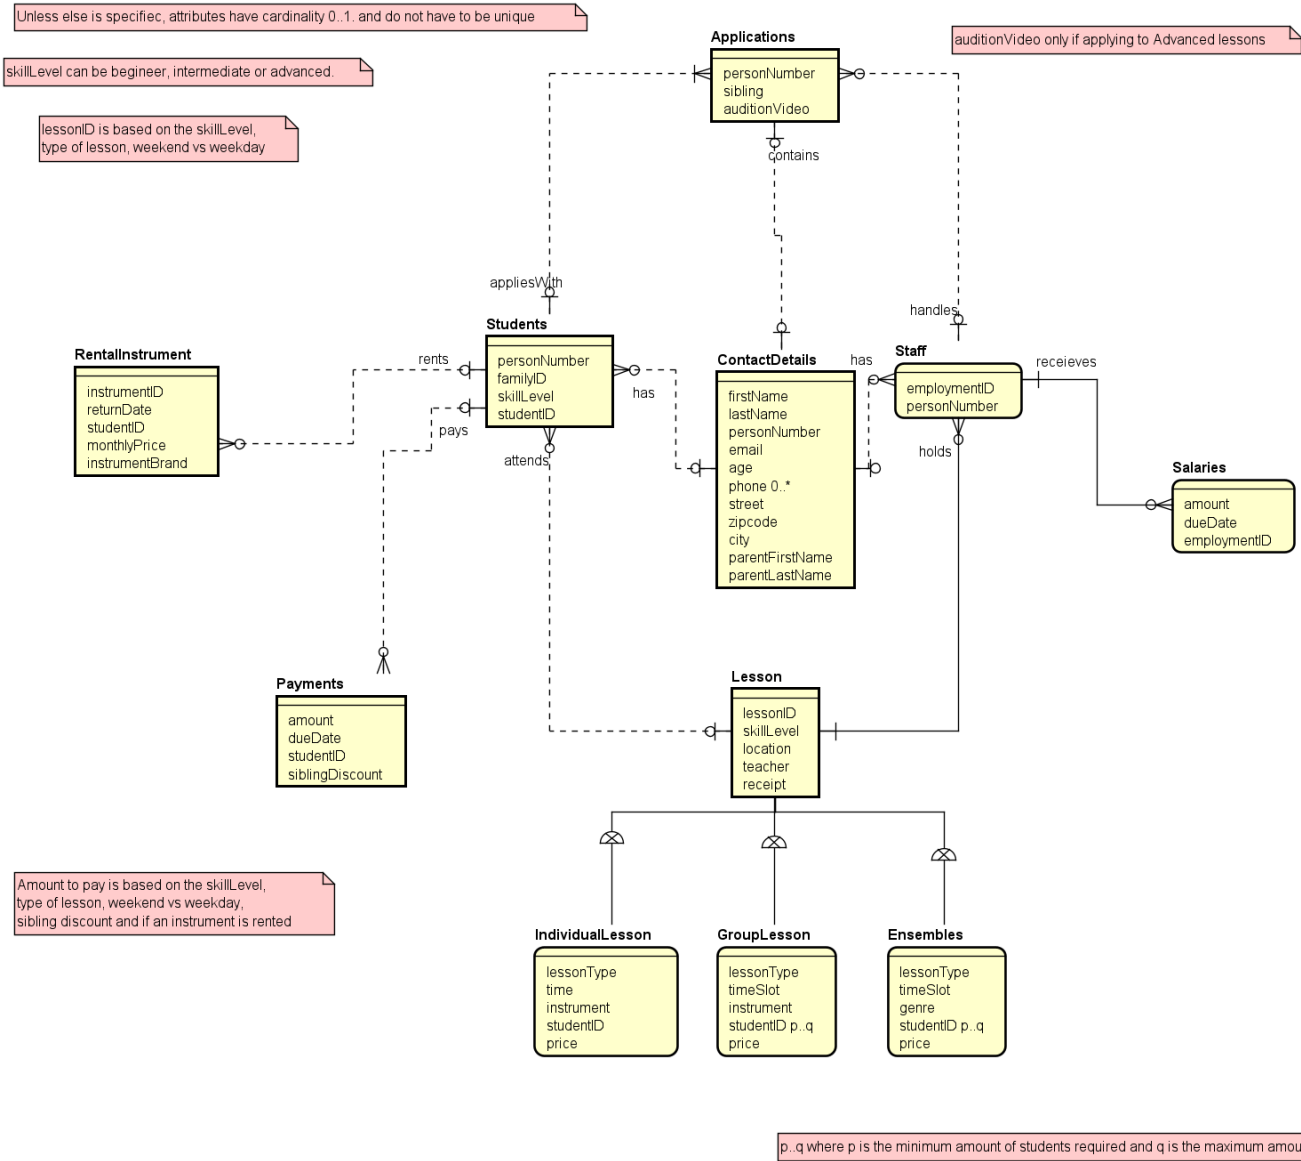 Unless else is specifiec, attributes have cardinality 0..1. and do not have to be unique
skillLevel can be begineer, intermediate or advanced.
lessonID is based on the skillLevel,
type of lesson, weekend vs weekday
auditionVideo only if applying to Advanced lessons
Applications
personNumber
sibling
auditionVideo
contains
appliesWith
handles
Students
personNumber
familyID
skillLevel
studentID
RentalInstrument
instrumentID
returnDate
studentID
monthlyPrice
instrumentBrand
rents
pays
attends
has
ContactDetails
firstName
lastName
personNumber
email
age
phone 0..*
street
zipcode
city
parentFirstName
parentLastName
has
Staff
employmentID
personNumber
receieves
holds
Salaries
amount
dueDate
employmentID
Payments
amount
dueDate
studentID
siblingDiscount
Lesson
lessonID
skillLevel
location
teacher
receipt
Amount to pay is based on the skillLevel,
type of lesson, weekend vs weekday,
sibling discount and if an instrument is rented
IndividualLesson
lessonType
time
instrument
studentID
price
GroupLesson
lessonType
timeSlot
instrument
studentID p..q
price
Ensembles
lessonType
timeSlot
genre
studentID p..q
price
p..q where p is the minimum amount of students required and q is the maximum amou